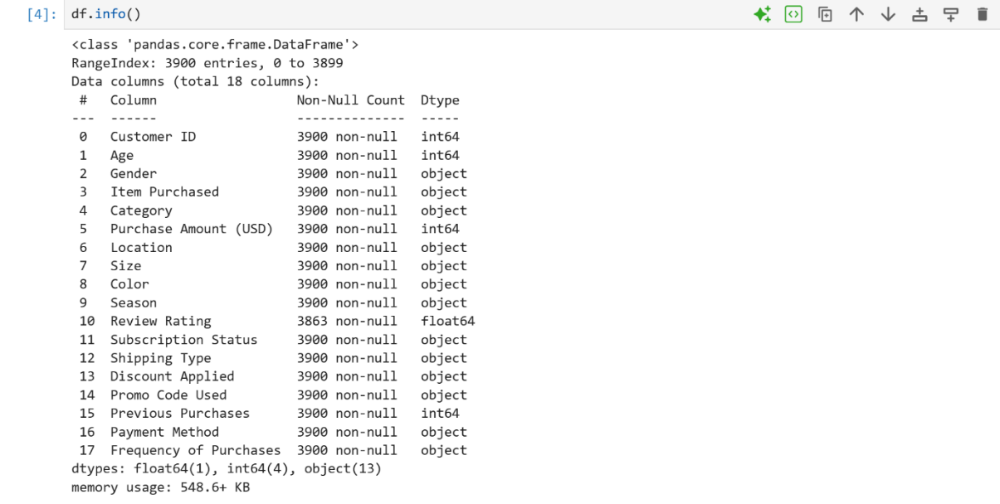 [4]: df.info()
<class 'pandas.core.frame.DataFrame'>
RangeIndex: 3900 entries, 0 to 3899
Data columns (total 18 columns):
 #   Column                  Non-Null Count  Dtype
---  ------                  --------------  -----
 0   Customer ID             3900 non-null   int64
 1   Age                     3900 non-null   int64
 2   Gender                  3900 non-null   object
 3   Item Purchased          3900 non-null   object
 4   Category                3900 non-null   object
 5   Purchase Amount (USD)   3900 non-null   int64
 6   Location                3900 non-null   object
 7   Size                    3900 non-null   object
 8   Color                   3900 non-null   object
 9   Season                  3900 non-null   object
 10  Review Rating           3863 non-null   float64
 11  Subscription Status     3900 non-null   object
 12  Shipping Type           3900 non-null   object
 13  Discount Applied        3900 non-null   object
 14  Promo Code Used         3900 non-null   object
 15  Previous Purchases      3900 non-null   int64
 16  Payment Method          3900 non-null   object
 17  Frequency of Purchases  3900 non-null   object
dtypes: float64(1), int64(4), object(13)
memory usage: 548.6+ KB